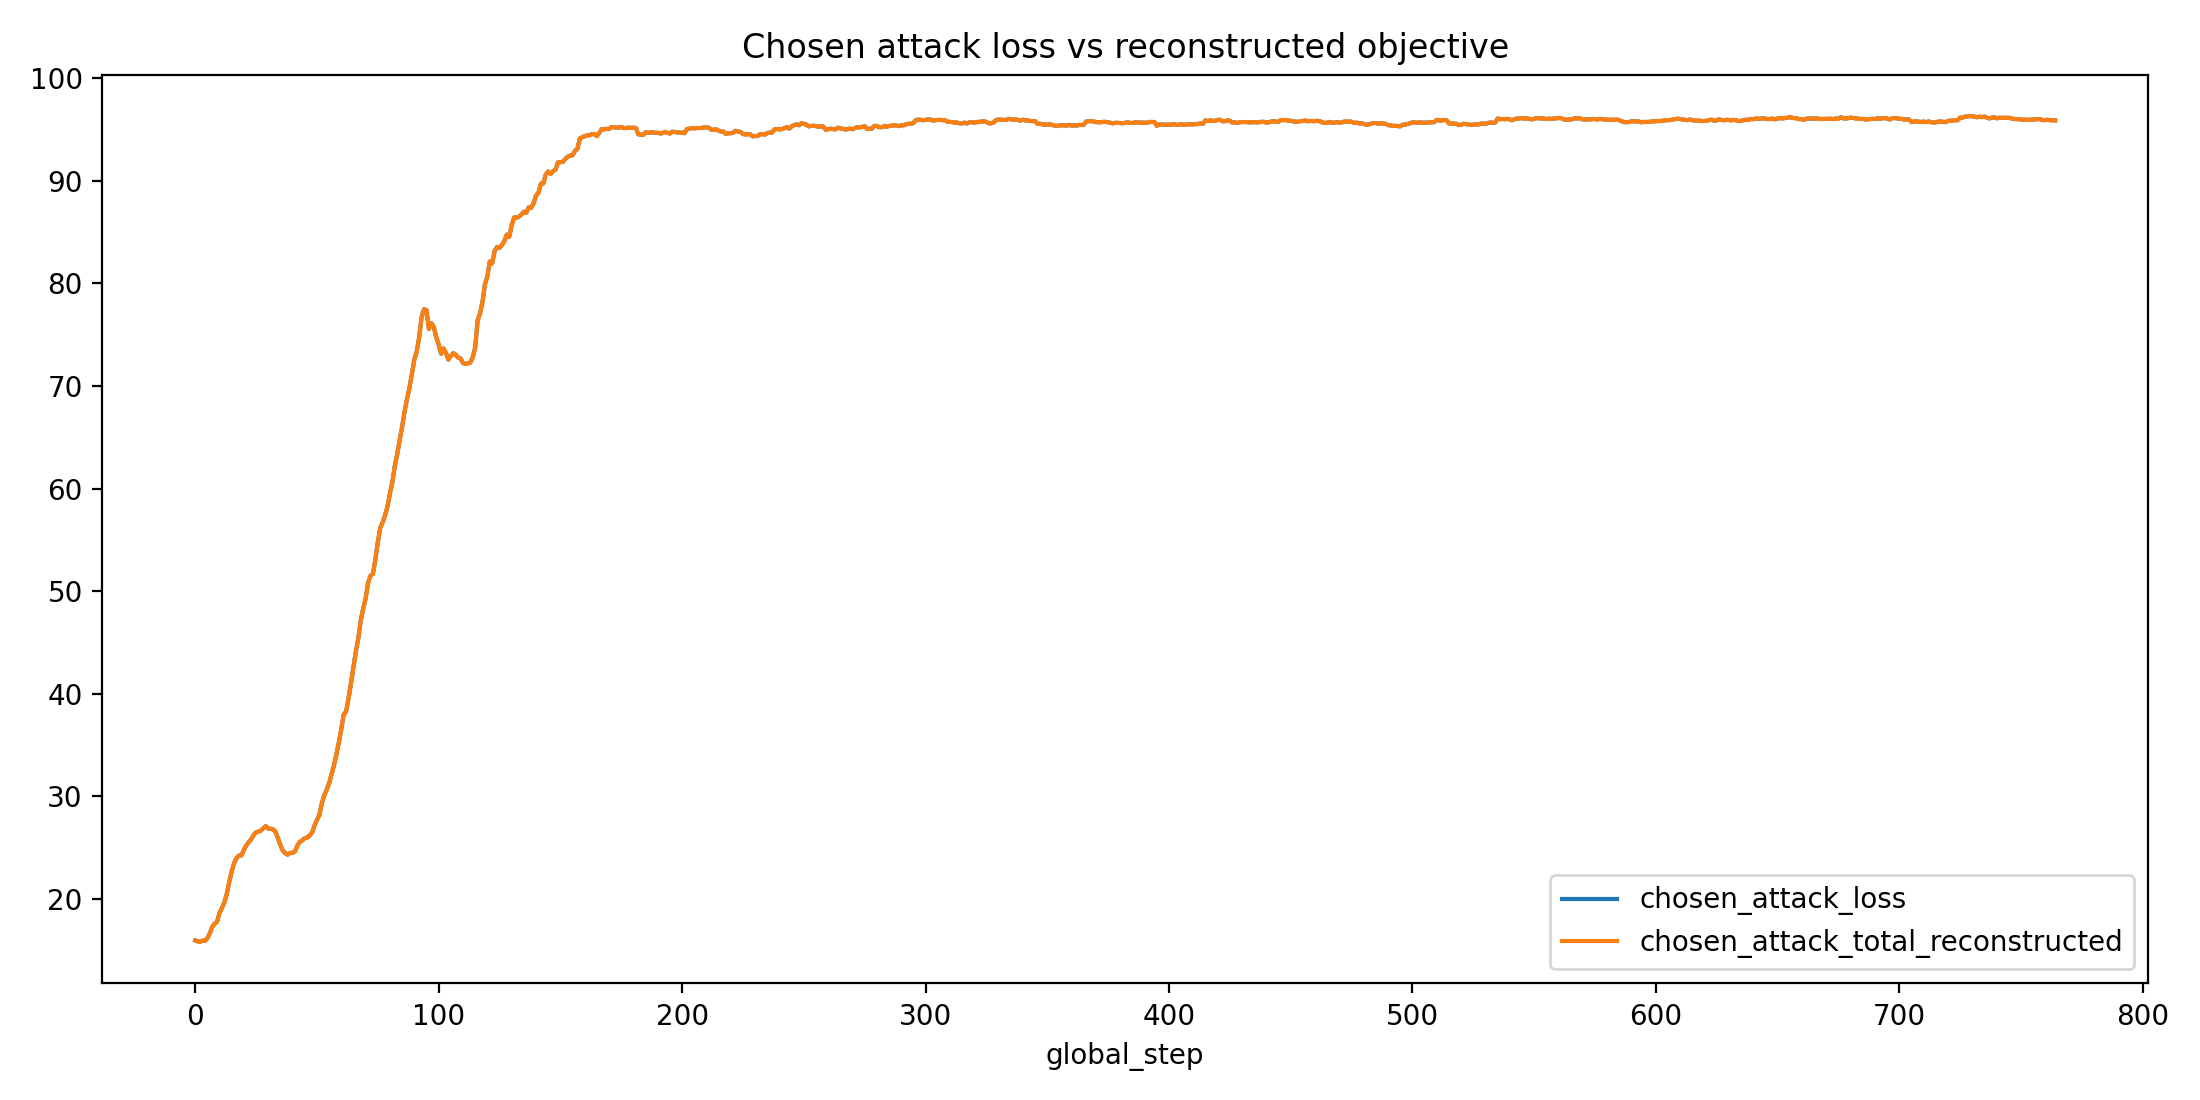 Chosen attack loss vs reconstructed objective
100
90
80
70
60
50
40
30
20
chosen_attack_loss
chosen_attack_total_reconstructed
0 100 200 300 400 500 600 700 800
global_step